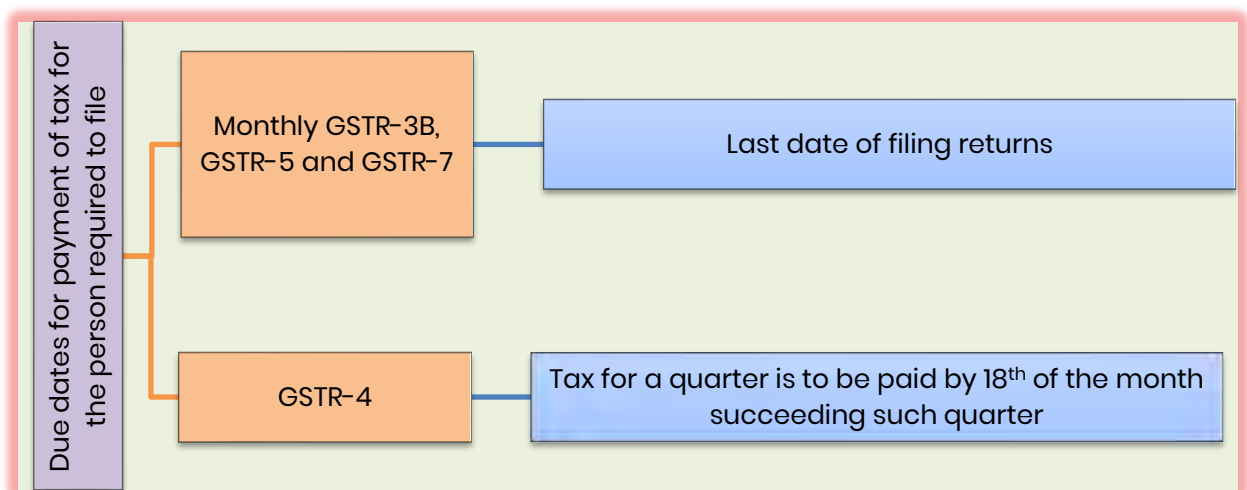 Due dates for payment of tax for
the person required to file
Monthly GSTR-3B,
GSTR-5 and GSTR-7
Last date of filing returns
GSTR-4
Tax for a quarter is to be paid by 18th of the month
succeeding such quarter